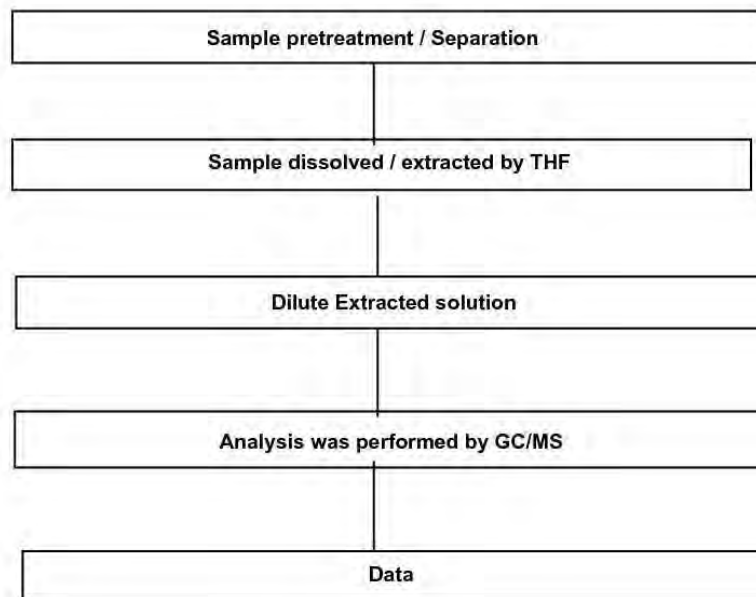 Sample pretreatment / Separation
Sample dissolved / extracted by THF
Dilute Extracted solution
Analysis was performed by GC/MS
Data